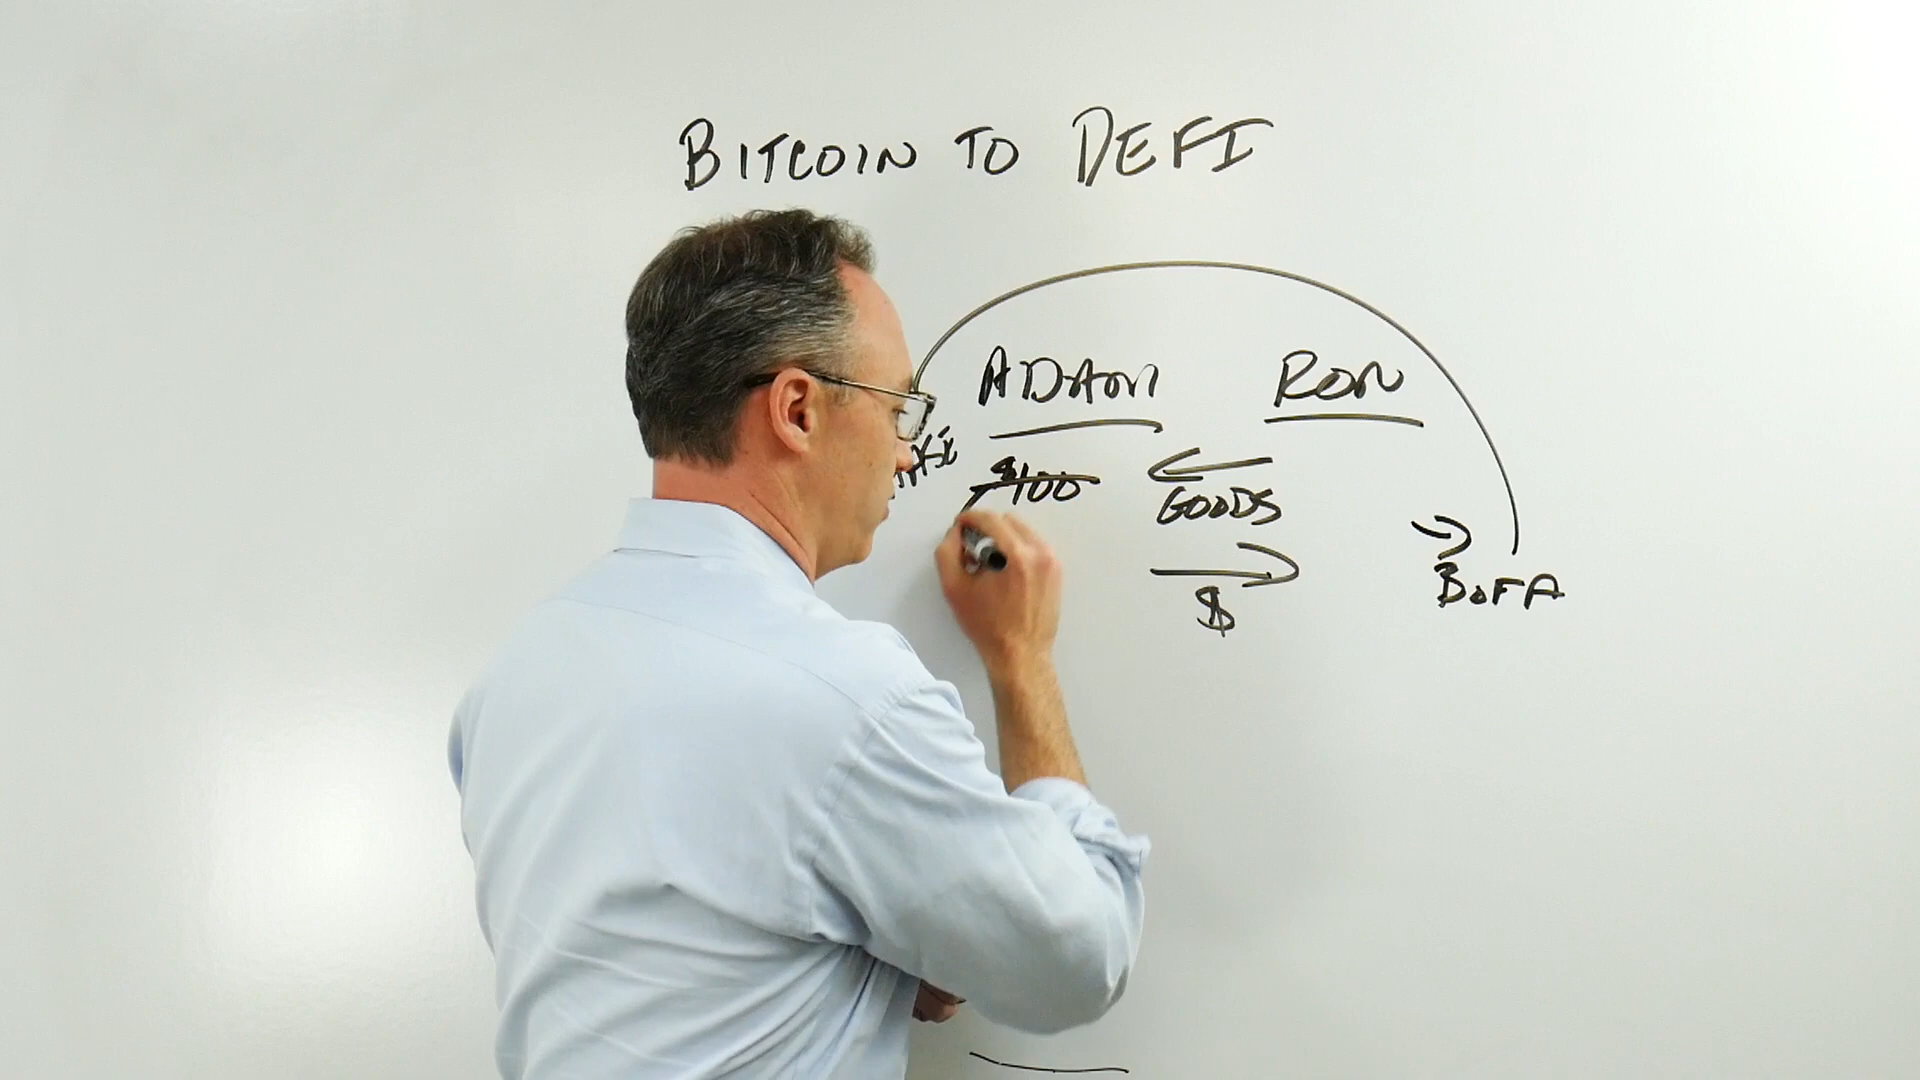 BITCOIN TO DEFI
ADAM RON
$100
GOODS
$
BOFA